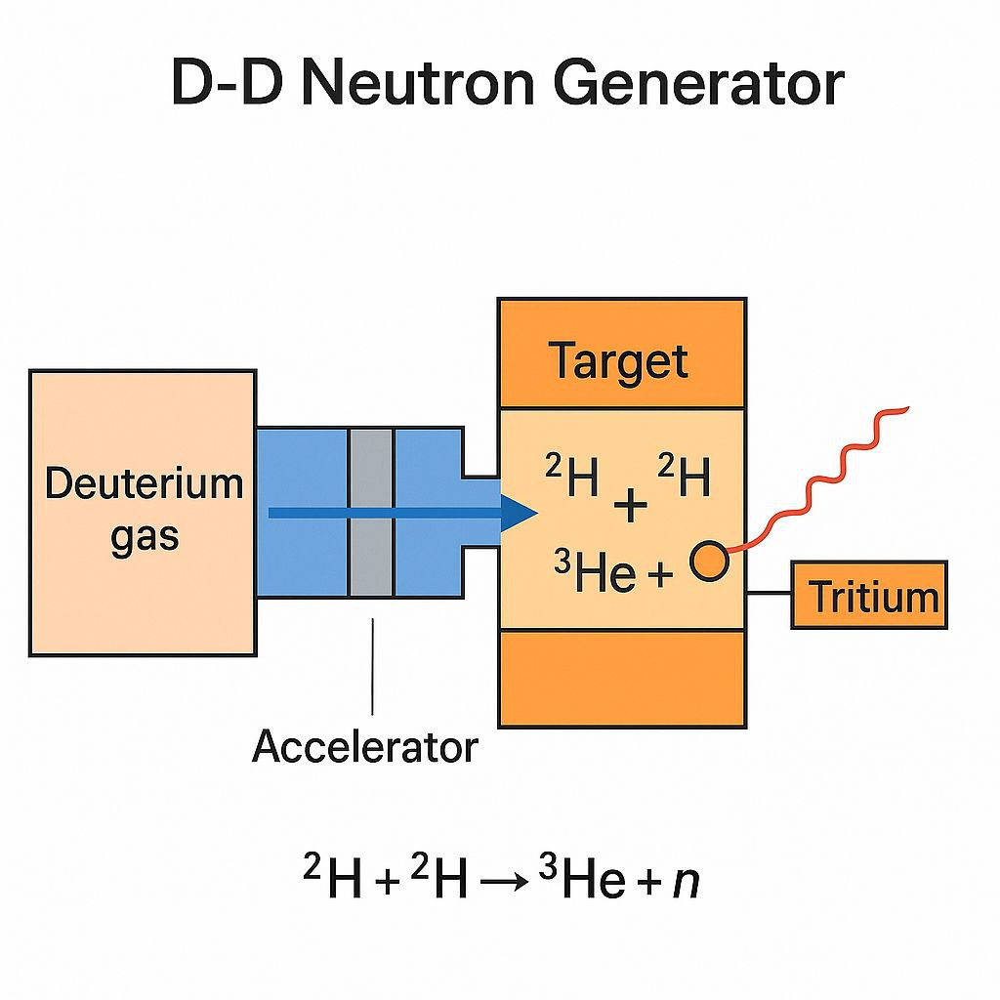 D-D Neutron Generator
Target
Deuterium
gas
²H + ²H
³He +
Tritium
Accelerator
²H + ²H → ³He + n